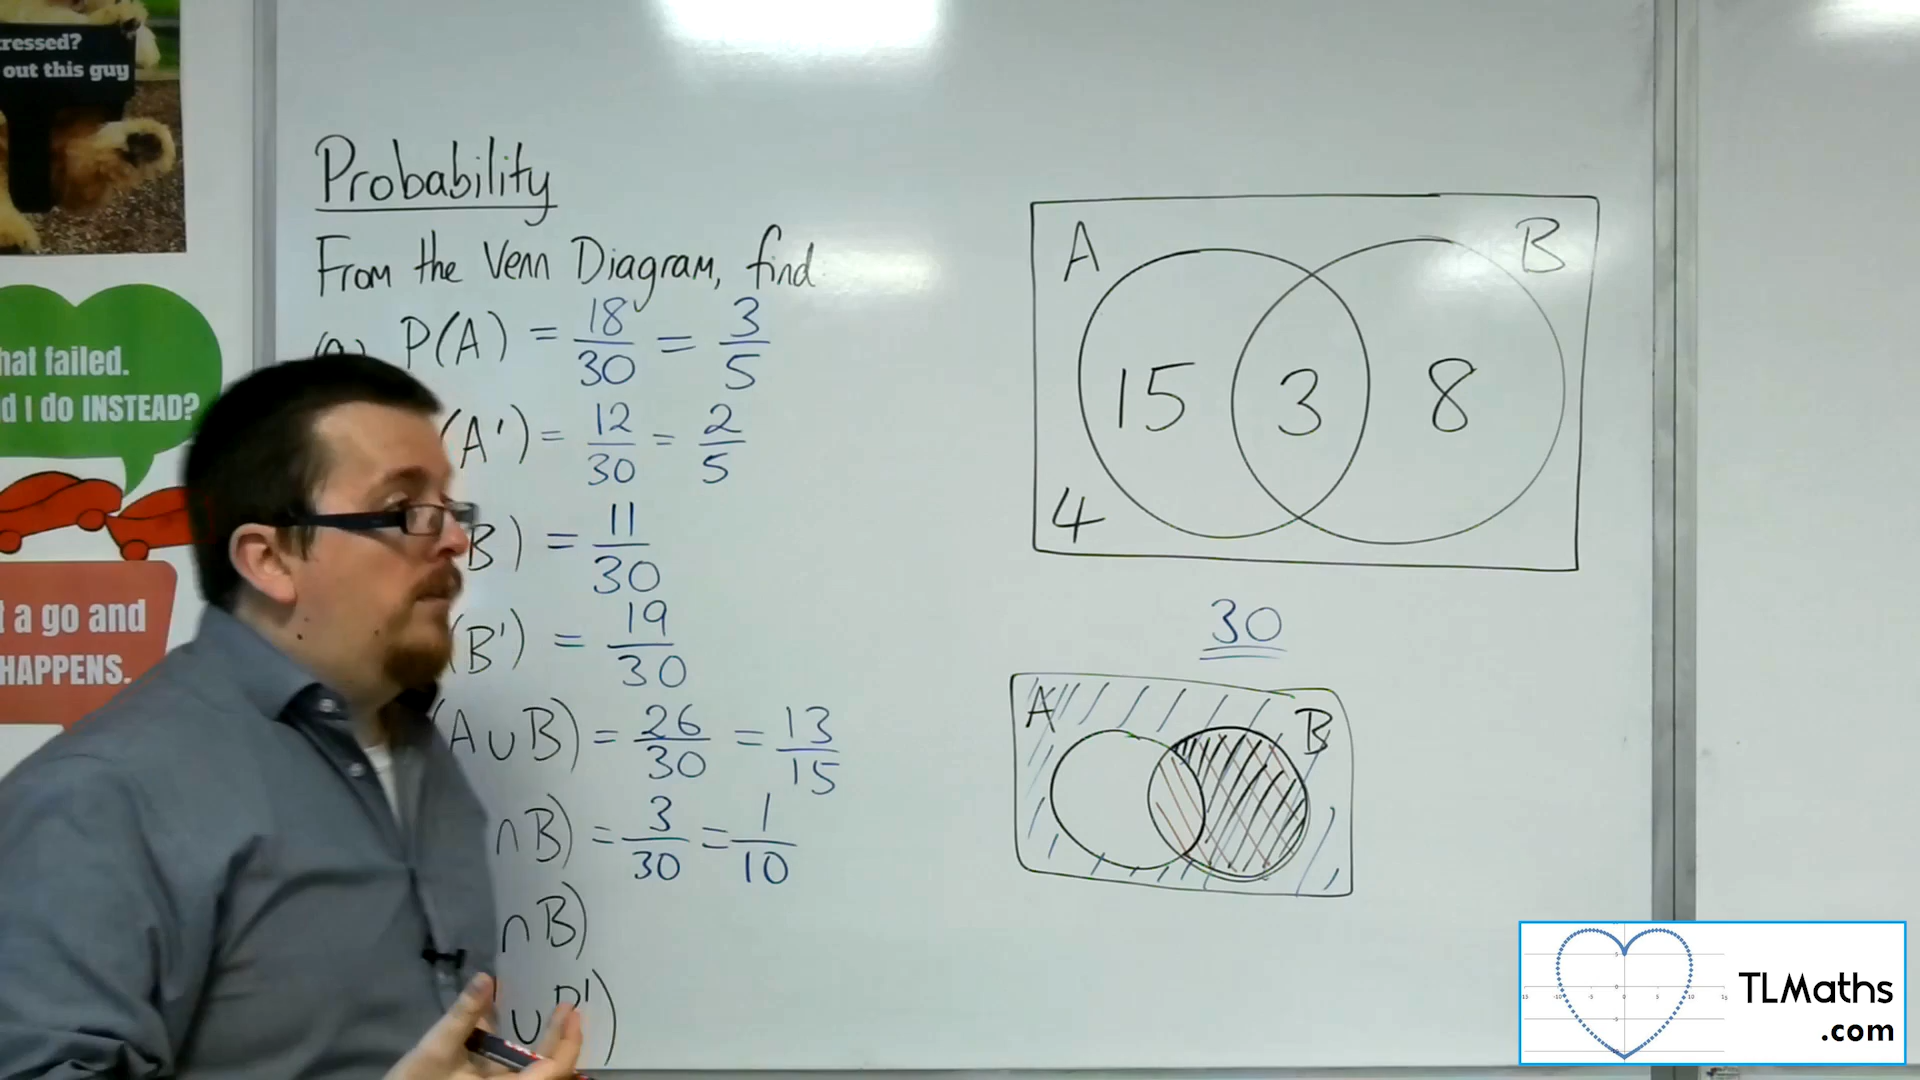 ressed?
out this guy
hat failed.
d I do INSTEAD?
t a go and
HAPPENS.
Probability
From the Venn Diagram, find
(a) P(A) = 18/30 = 3/5
(A') = 12/30 = 2/5
B) = 11/30
(B') = 19/30
(A∪B) = 26/30 = 13/15
∩B) = 3/30 = 1/10
∩B)
∪B')
A B
15 3 8
4
30
A B
TLMaths
.com